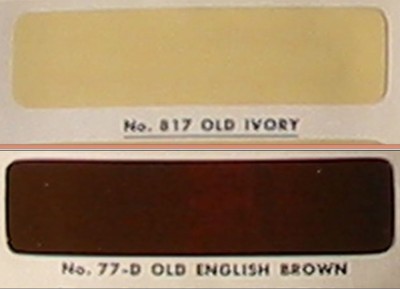 No. 817 OLD IVORY
No. 77-D OLD ENGLISH BROWN